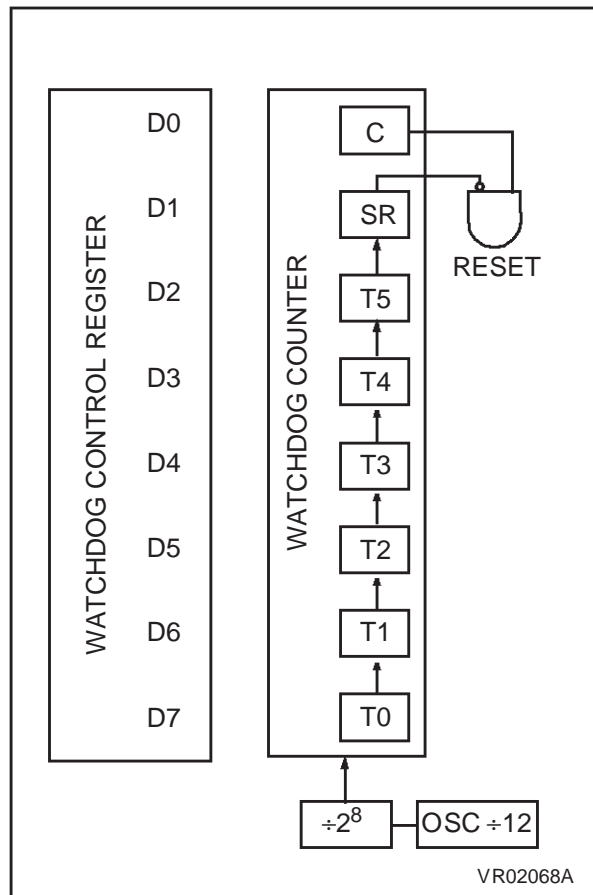 WATCHDOG CONTROL REGISTER
D0
D1
D2
D3
D4
D5
D6
D7
WATCHDOG COUNTER
C
SR
T5
T4
T3
T2
T1
T0
RESET
÷2⁸
OSC ÷12
VR02068A